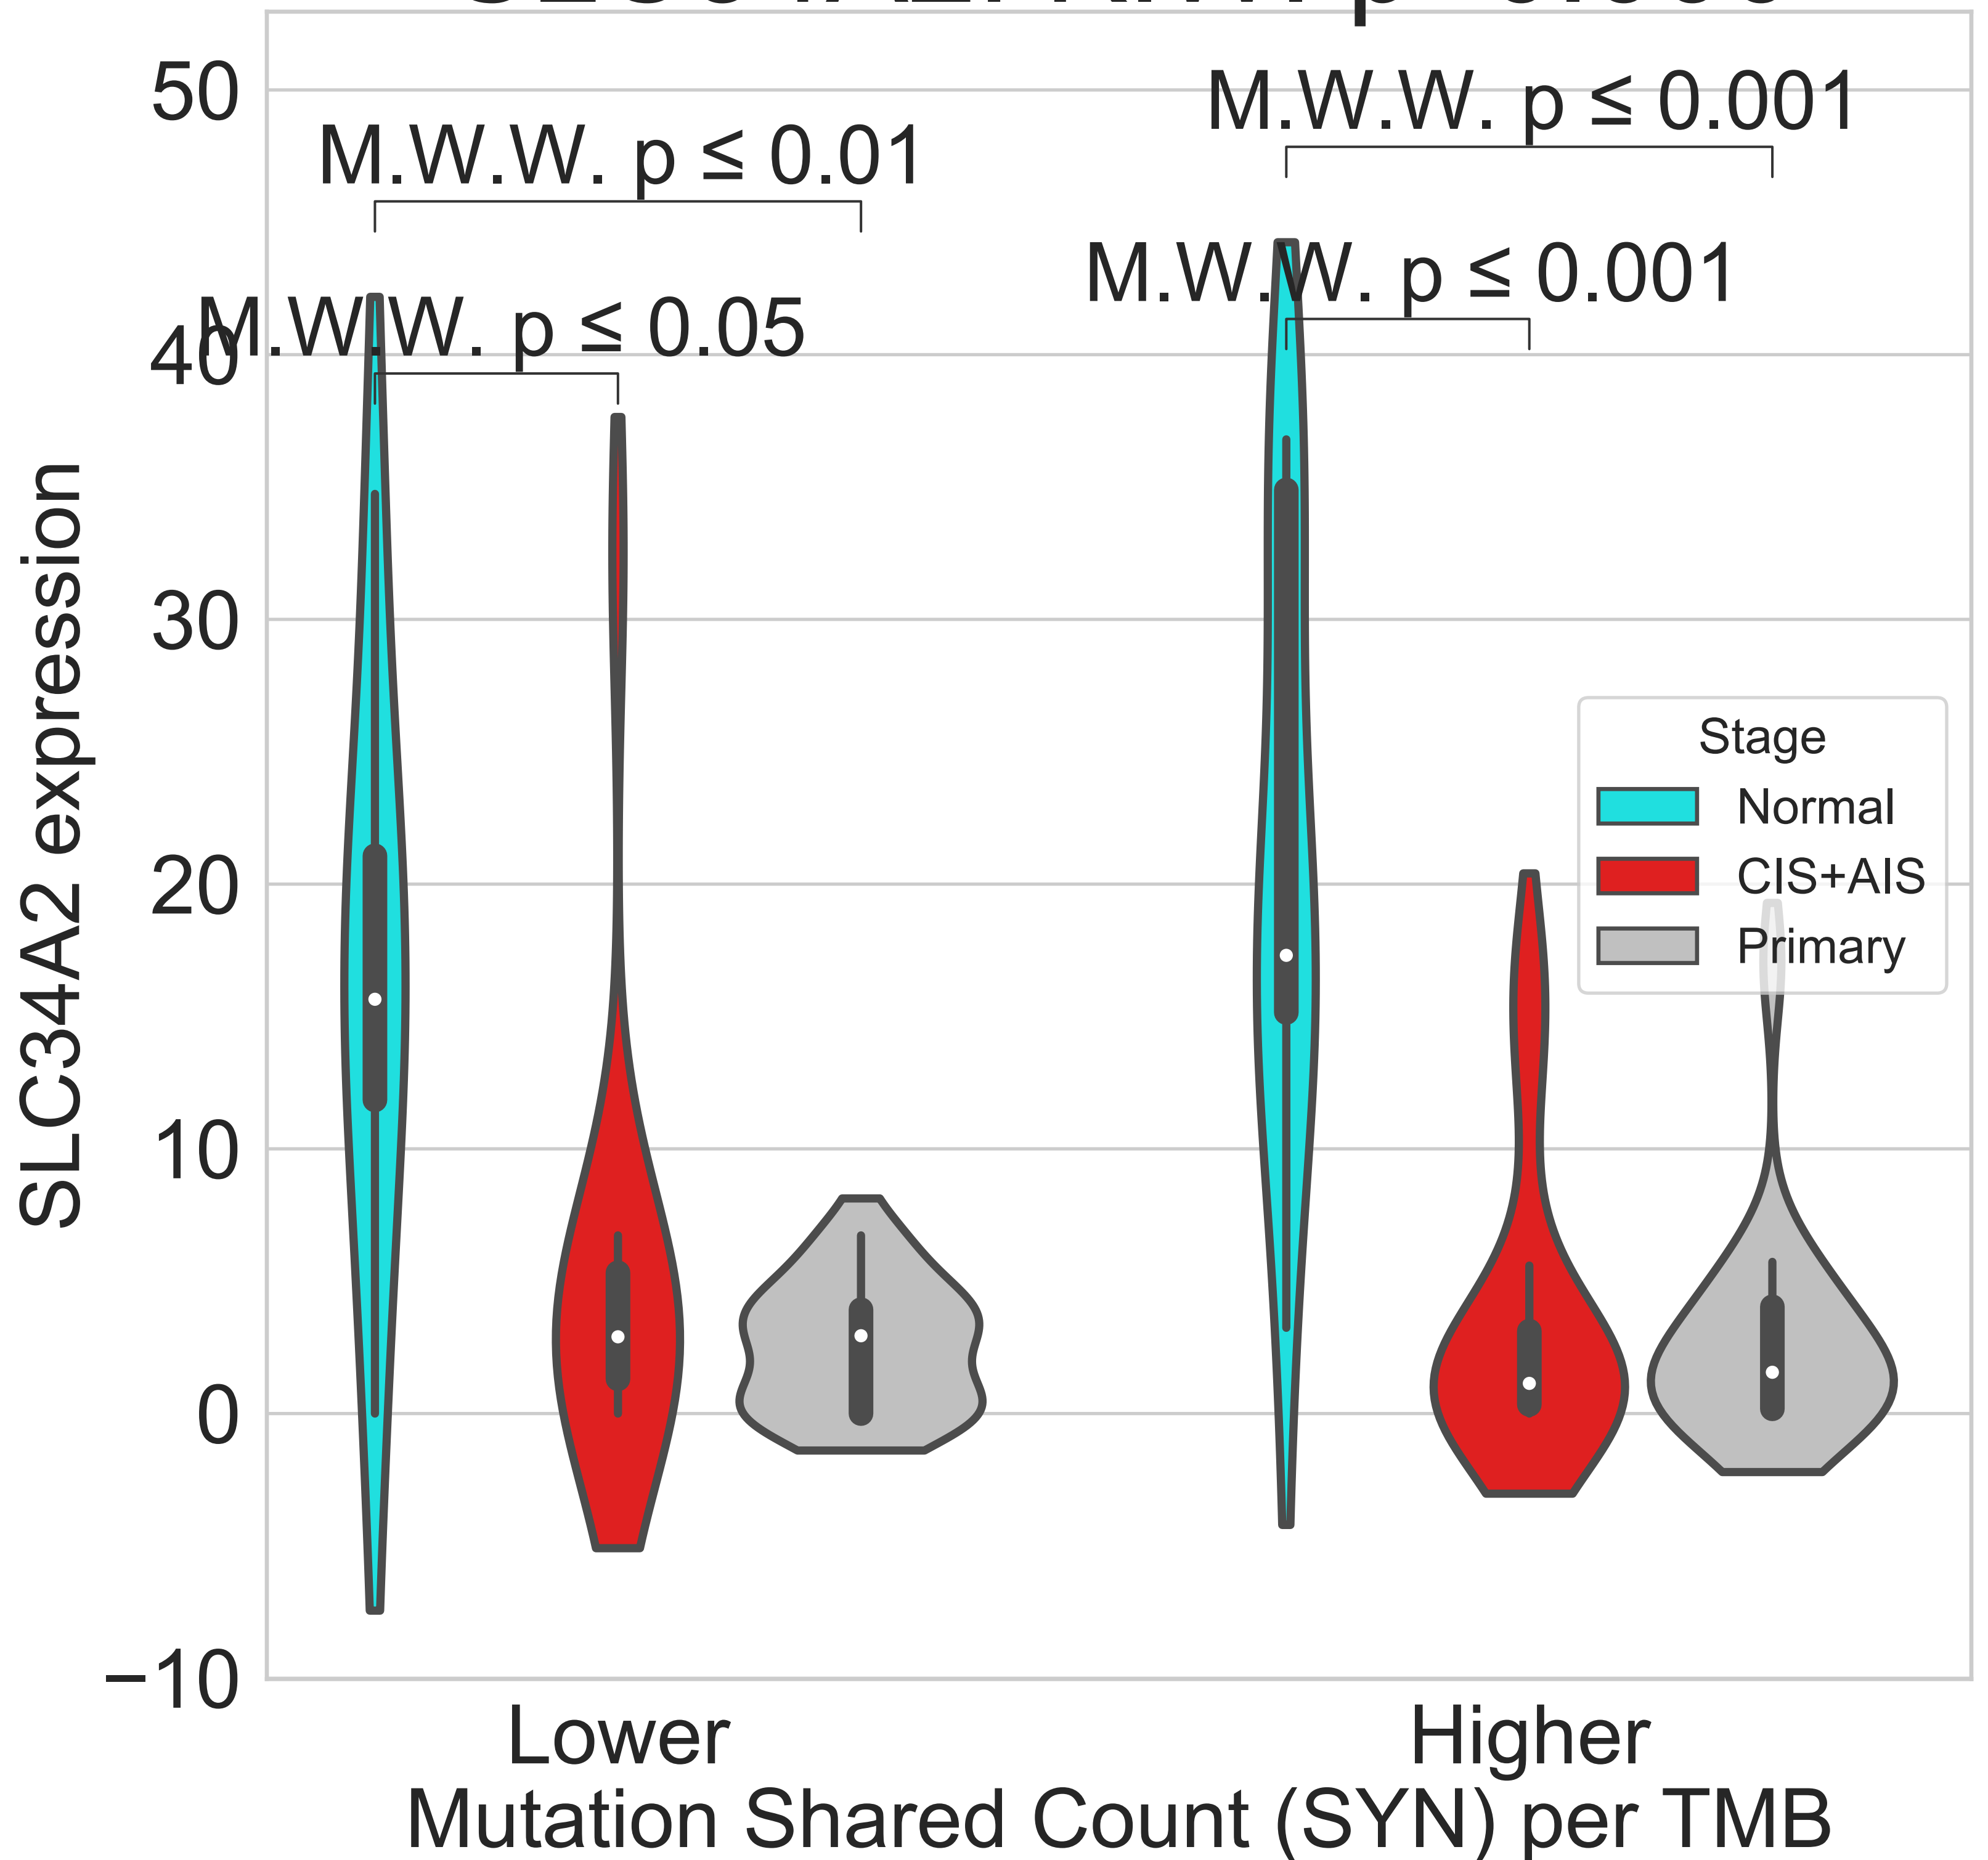 M.W.W. p ≤ 0.001
M.W.W. p ≤ 0.01
M.W.W. p ≤ 0.001
M.W.W. p ≤ 0.05
50
40
30
20
10
0
−10
SLC34A2 expression
Stage
Normal
CIS+AIS
Primary
Lower
Higher
Mutation Shared Count (SYN) per TMB